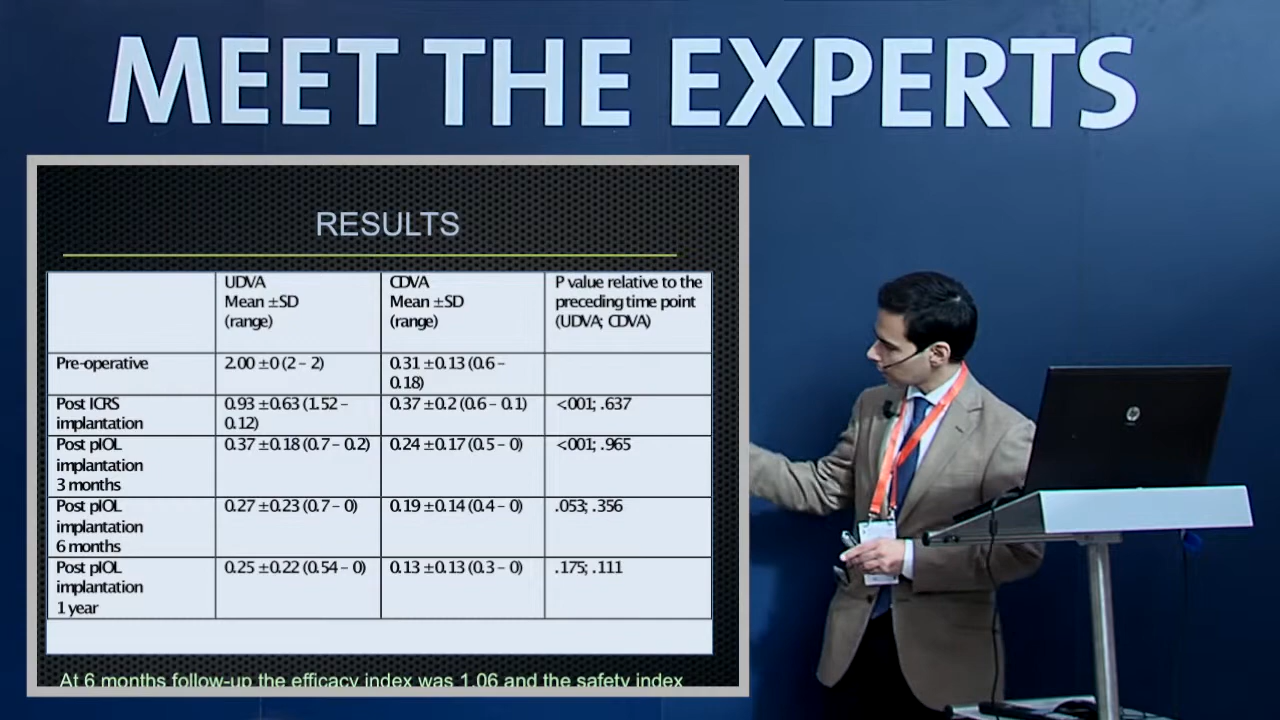 MEET THE EXPERTS
RESULTS
UDVA
Mean ±SD
(range)
CDVA
Mean ±SD
(range)
P value relative to the
preceding time point
(UDVA; CDVA)
Pre-operative
2.00 ±0 (2 – 2)
0.31 ±0.13 (0.6 –
0.18)
Post ICRS
implantation
0.93 ±0.63 (1.52 –
0.12)
0.37 ±0.2 (0.6 – 0.1)
<001; .637
Post pIOL
implantation
3 months
0.37 ±0.18 (0.7 – 0.2)
0.24 ±0.17 (0.5 – 0)
<001; .965
Post pIOL
implantation
6 months
0.27 ±0.23 (0.7 – 0)
0.19 ±0.14 (0.4 – 0)
.053; .356
Post pIOL
implantation
1 year
0.25 ±0.22 (0.54 – 0)
0.13 ±0.13 (0.3 – 0)
.175; .111
At 6 months follow-up the efficacy index was 1.06 and the safety index
hp